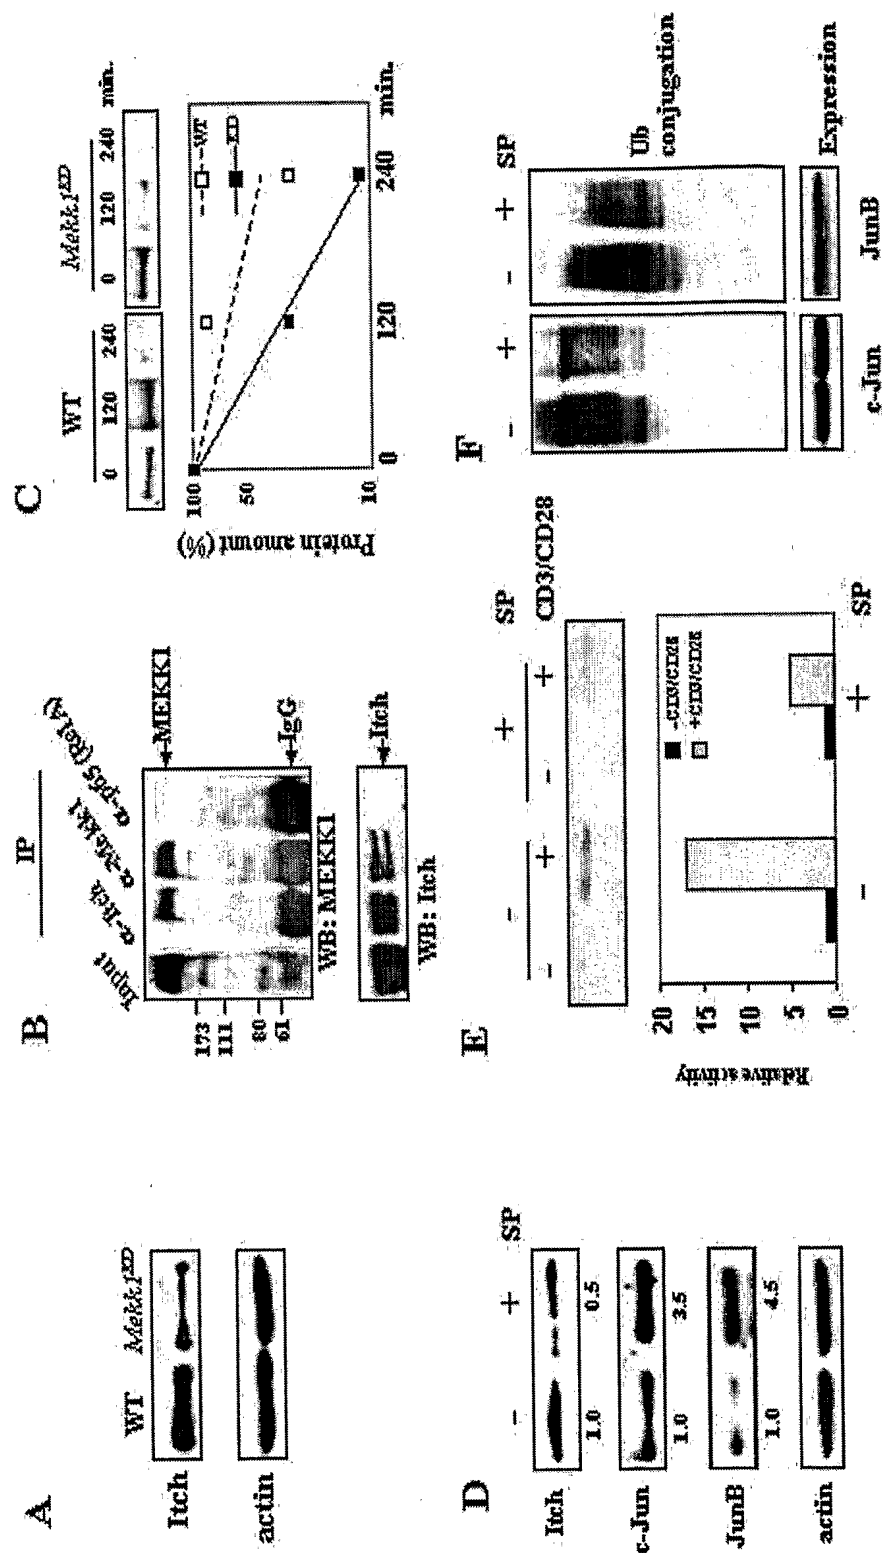 A
WT Mekk1KD
Itch
actin
B
IP
Input α-Itch α-Mekk1 α-p65 (RelA)
173
111
80
61
MEKK1
IgG
WB: MEKK1
Itch
WB: Itch
C
WT Mekk1KD
0 120 240 0 120 240 min.
Protein amount (%)
100
50
10
WT
KD
0 120 240 min.
D
- + SP
Itch
1.0 0.5
c-Jun
1.0 3.5
JunB
1.0 4.5
actin
E
- + SP
- + - + CD3/CD28
Relative activity
20
15
10
5
0
-CD3/CD28
+CD3/CD28
- + SP
F
- + - + SP
Ub
conjugation
Expression
c-Jun JunB